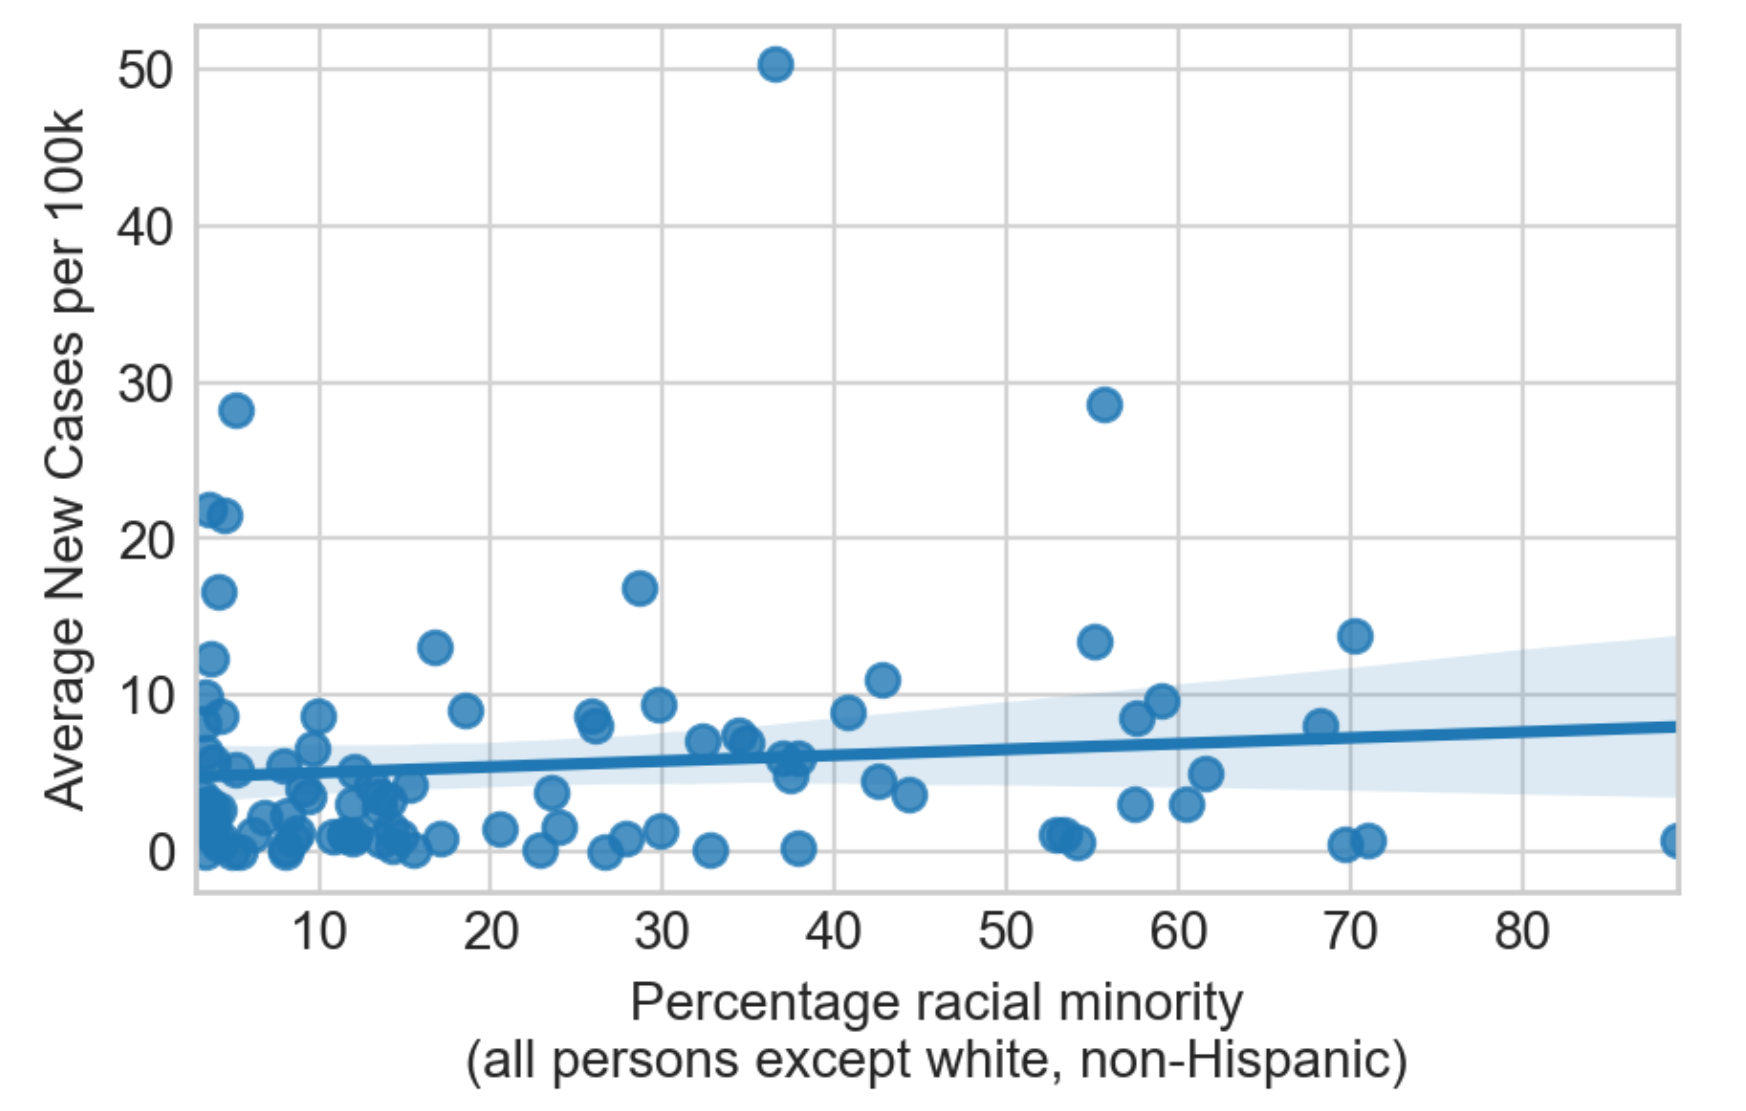 50
40
30
20
10
0
Average New Cases per 100k
10 20 30 40 50 60 70 80
Percentage racial minority
(all persons except white, non-Hispanic)